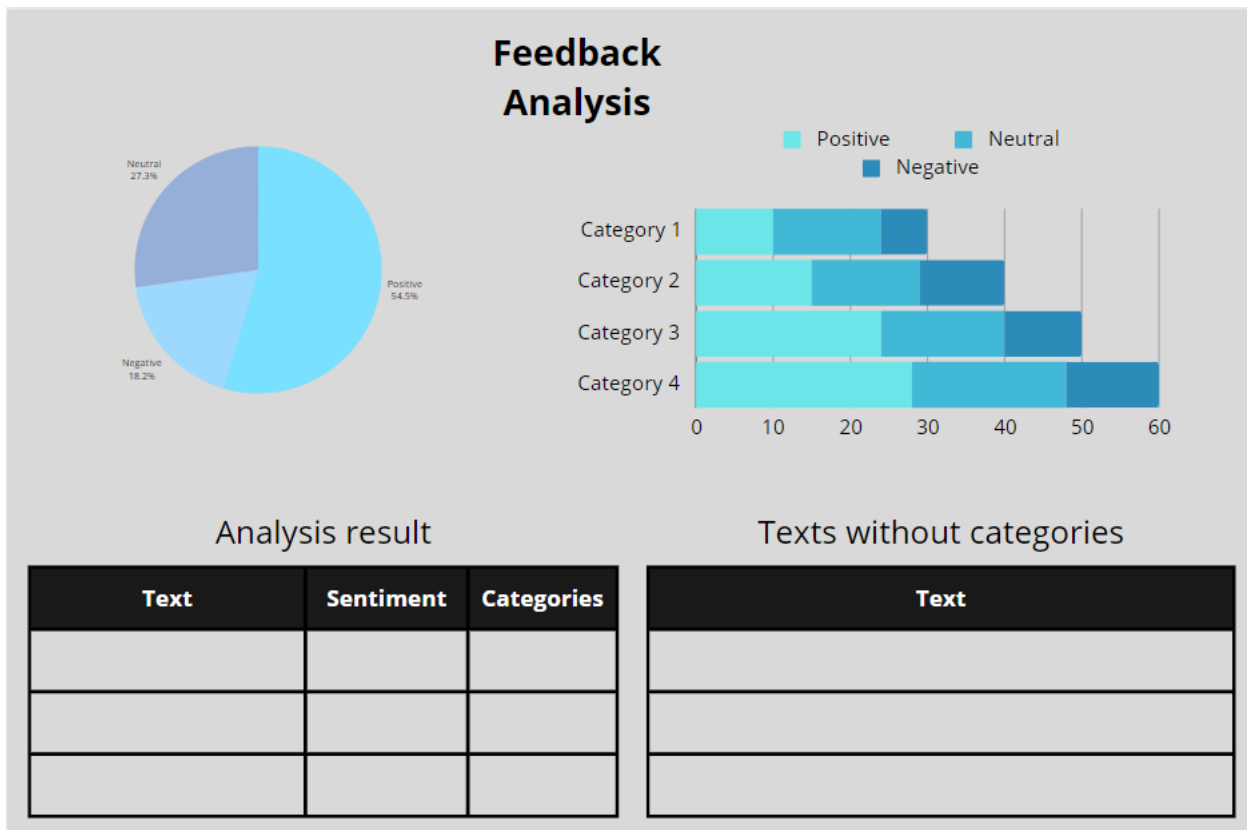 Feedback
Analysis
Neutral
27.3%
Positive
54.5%
Negative
18.2%
Positive Neutral
Negative
Category 1
Category 2
Category 3
Category 4
0 10 20 30 40 50 60
Analysis result
Text Sentiment Categories
Texts without categories
Text